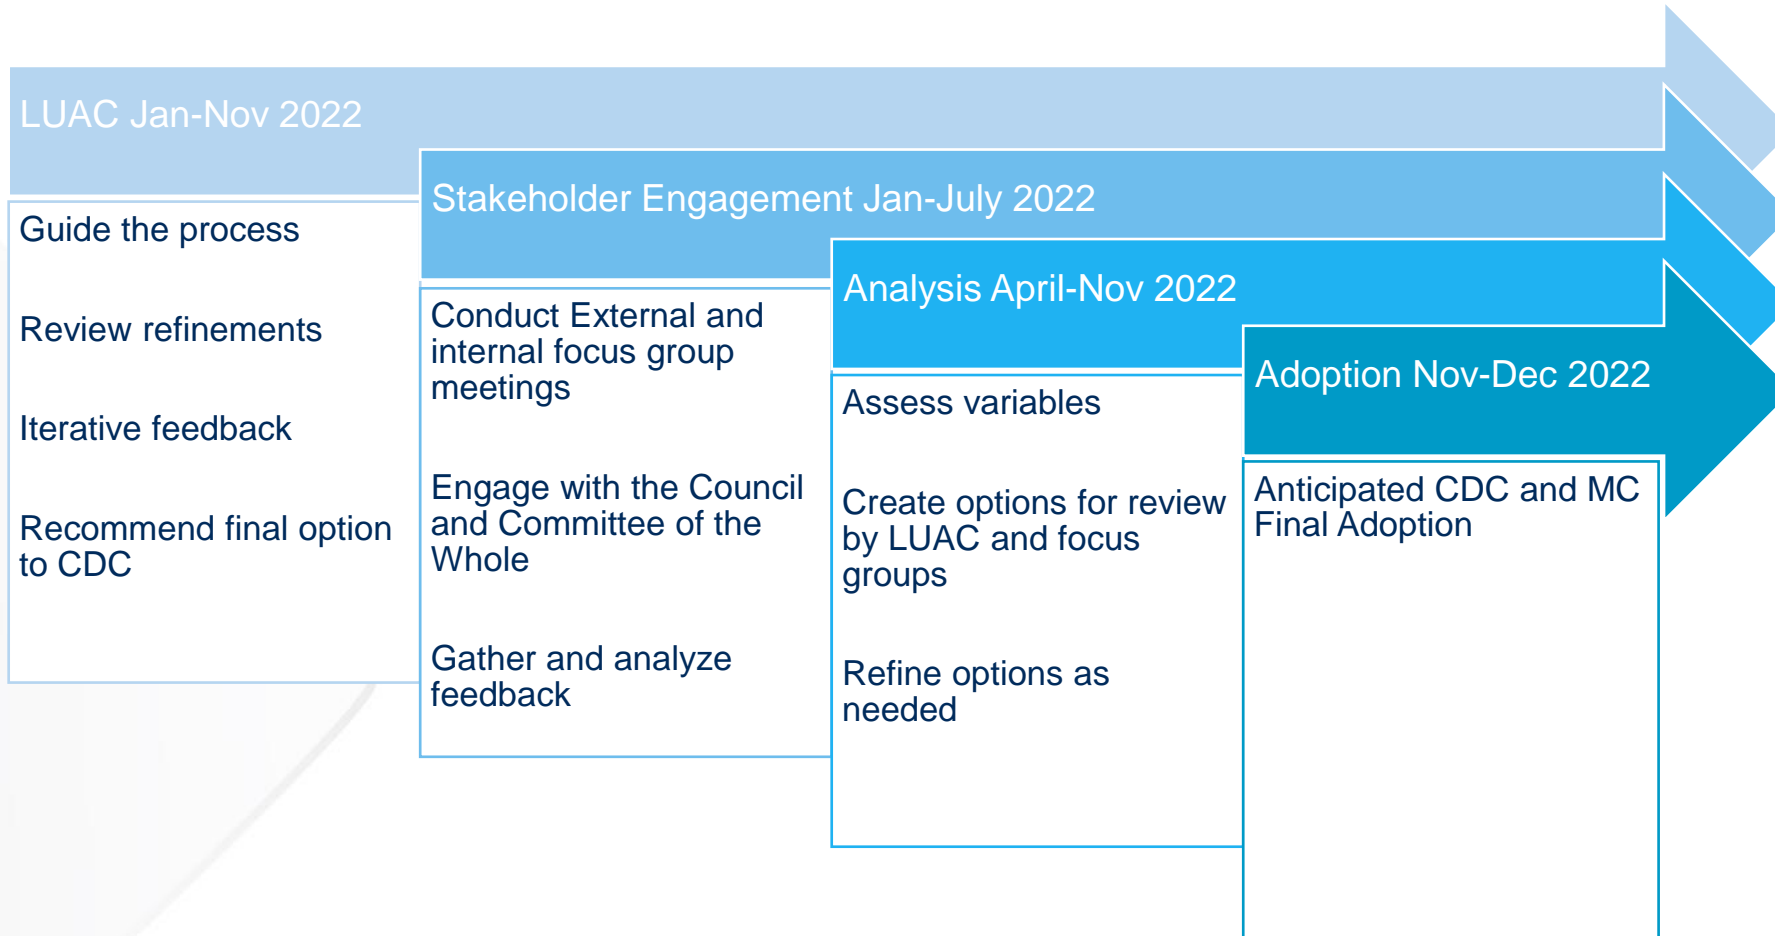 LUAC Jan-Nov 2022
Guide the process
Review refinements
Iterative feedback
Recommend final option
to CDC
Stakeholder Engagement Jan-July 2022
Conduct External and
internal focus group
meetings
Engage with the Council
and Committee of the
Whole
Gather and analyze
feedback
Analysis April-Nov 2022
Assess variables
Create options for review
by LUAC and focus
groups
Refine options as
needed
Adoption Nov-Dec 2022
Anticipated CDC and MC
Final Adoption